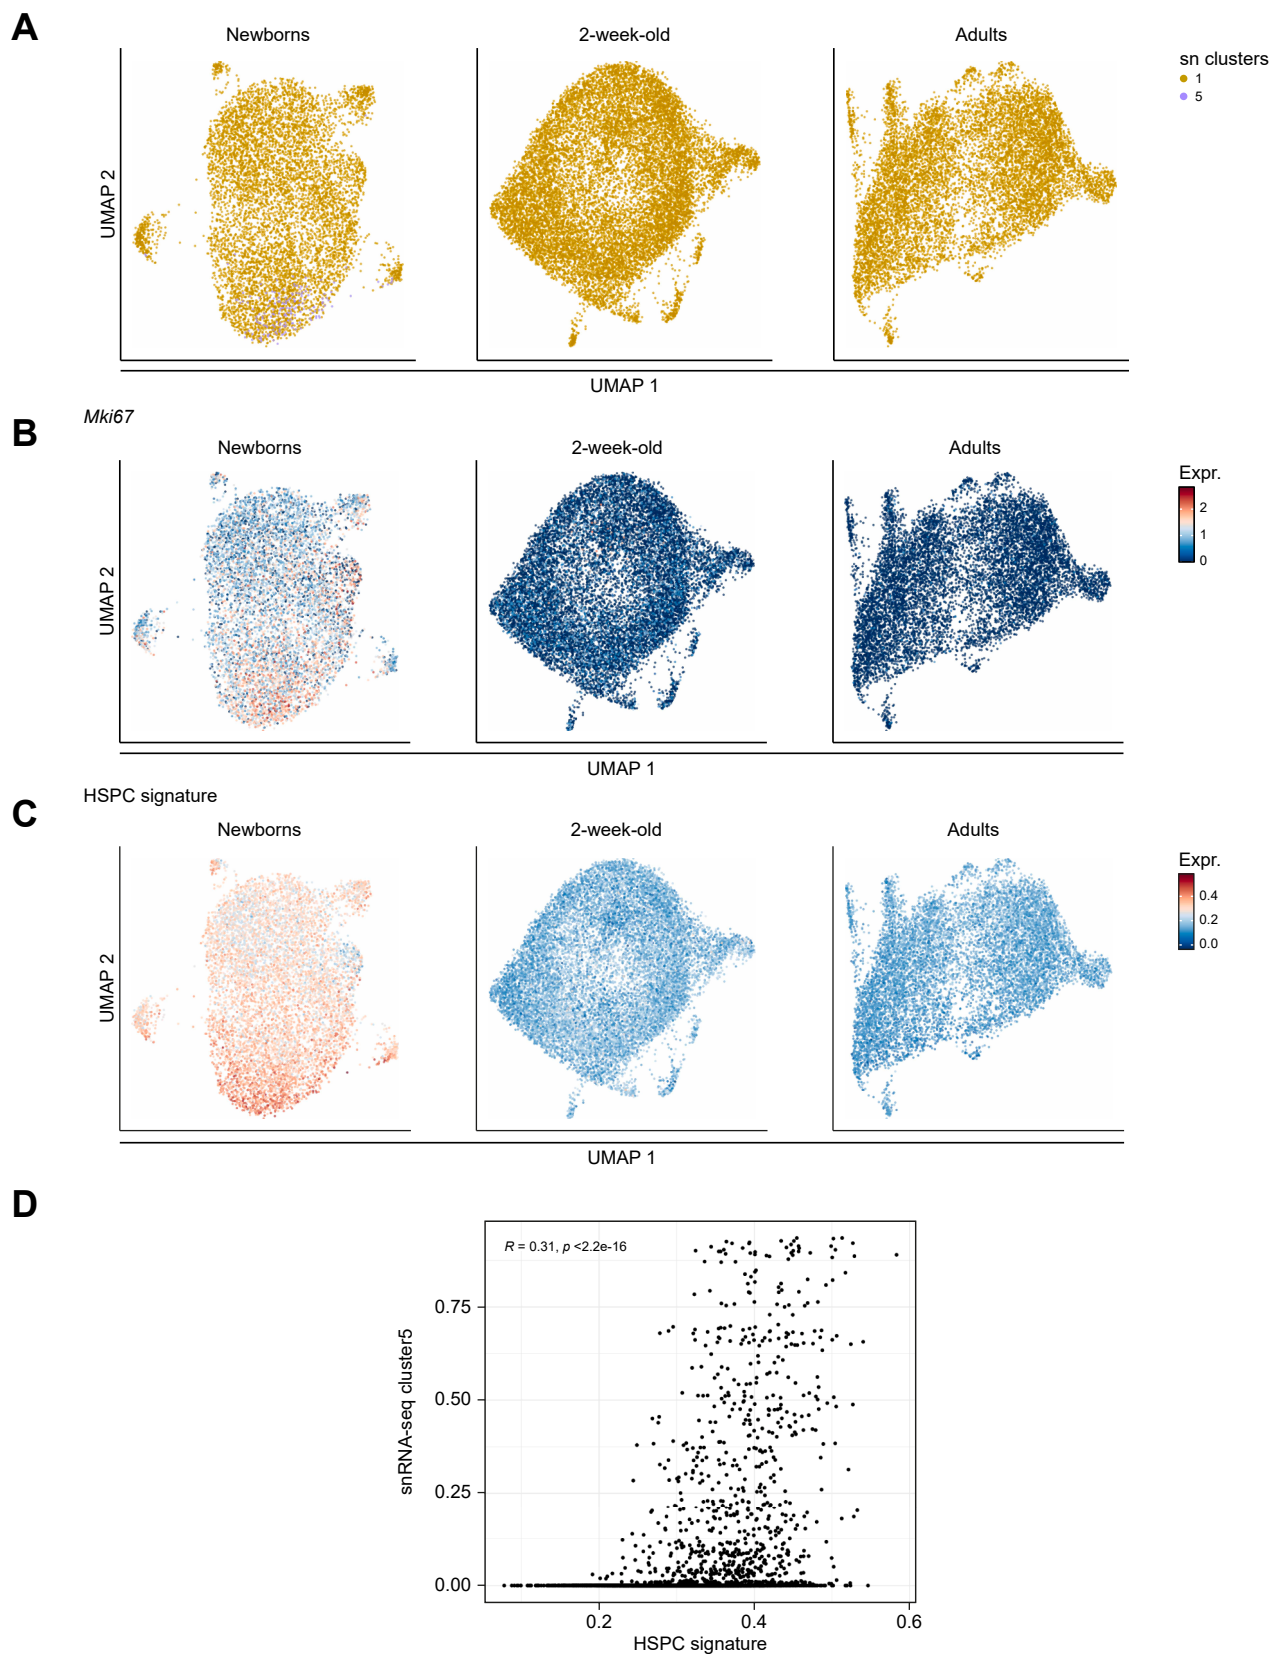 A
Newborns
2-week-old
Adults
sn clusters
1
5
UMAP 2
UMAP 1
B
Mki67
Newborns
2-week-old
Adults
Expr.
2
1
0
UMAP 2
UMAP 1
C
HSPC signature
Newborns
2-week-old
Adults
Expr.
0.4
0.2
0.0
UMAP 2
UMAP 1
D
R = 0.31, p <2.2e-16
0.75
0.50
0.25
0.00
snRNA-seq cluster5
0.2
0.4
0.6
HSPC signature